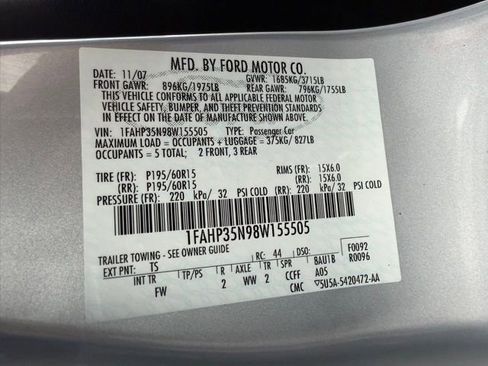 MFD. BY FORD MOTOR CO.
DATE: 11/07 GVWR: 1685KG/3715LB
FRONT GAWR: 896KG/1975LB REAR GAWR: 796KG/1755LB
THIS VEHICLE CONFORMS TO ALL APPLICABLE FEDERAL MOTOR
VEHICLE SAFETY, BUMPER, AND THEFT PREVENTION STANDARDS
IN EFFECT ON THE DATE OF MANUFACTURE SHOWN ABOVE.
VIN: 1FAHP35N98W155505 TYPE: Passenger Car
MAXIMUM LOAD = OCCUPANTS + LUGGAGE = 375KG/ 827LB
OCCUPANTS = 5 TOTAL; 2 FRONT, 3 REAR
TIRE (FR): P195/60R15 RIMS (FR): 15X6.0
(RR): P195/60R15 (RR): 15X6.0
PRESSURE (FR): 220 kPa/ 32 PSI COLD (RR): 220 kPa/ 32 PSI COLD
1FAHP35N98W155505
TRAILER TOWING - SEE OWNER GUIDE RC: 44 DSO: F0092
EXT PNT: TS R AXLE TR SPR BAU1B R0096
INT TR TP/PS 2 WW 2 CCFF A05
FW CMC 5U5A-5420472-AA